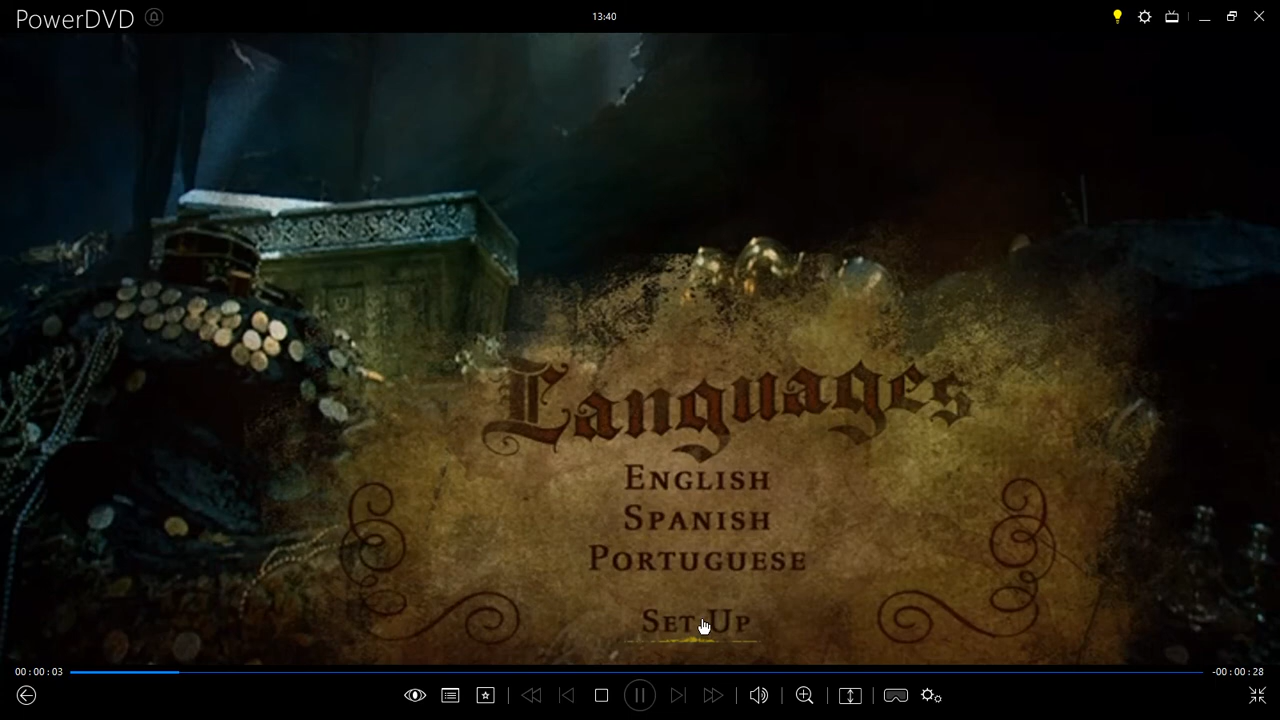 PowerDVD
13:40
Languages
ENGLISH
SPANISH
PORTUGUESE
SET UP
00:00:03
-00:00:28